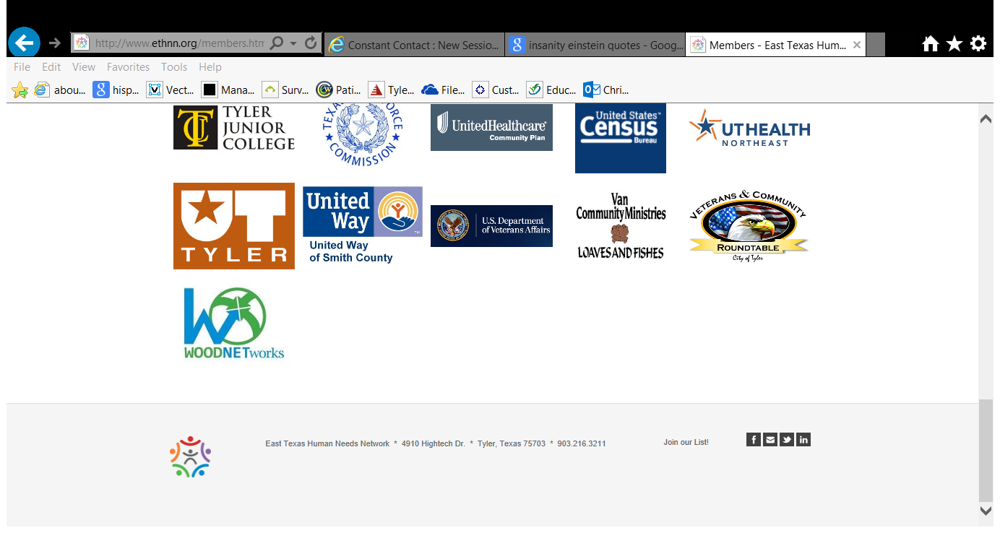 http://www.ethnn.org/members.htm
Constant Contact : New Sessio...
insanity einstein quotes - Goog...
Members - East Texas Hum...
File Edit View Favorites Tools Help
abou... hisp... Vect... Mana... Surv... Pati... Tyle... File... Cust... Educ... Chri...
TYLER
JUNIOR
COLLEGE
COMMISSION
UnitedHealthcare®
Community Plan
United States™
Census
Bureau
UTHEALTH
NORTHEAST
UT
TYLER
United
Way
United Way
of Smith County
U.S. Department
of Veterans Affairs
Van
Community Ministries
LOAVES AND FISHES
VETERANS & COMMUNITY
ROUNDTABLE
City of Tyler
WOODNETworks
East Texas Human Needs Network * 4910 Hightech Dr. * Tyler, Texas 75703 * 903.216.3211
Join our List!